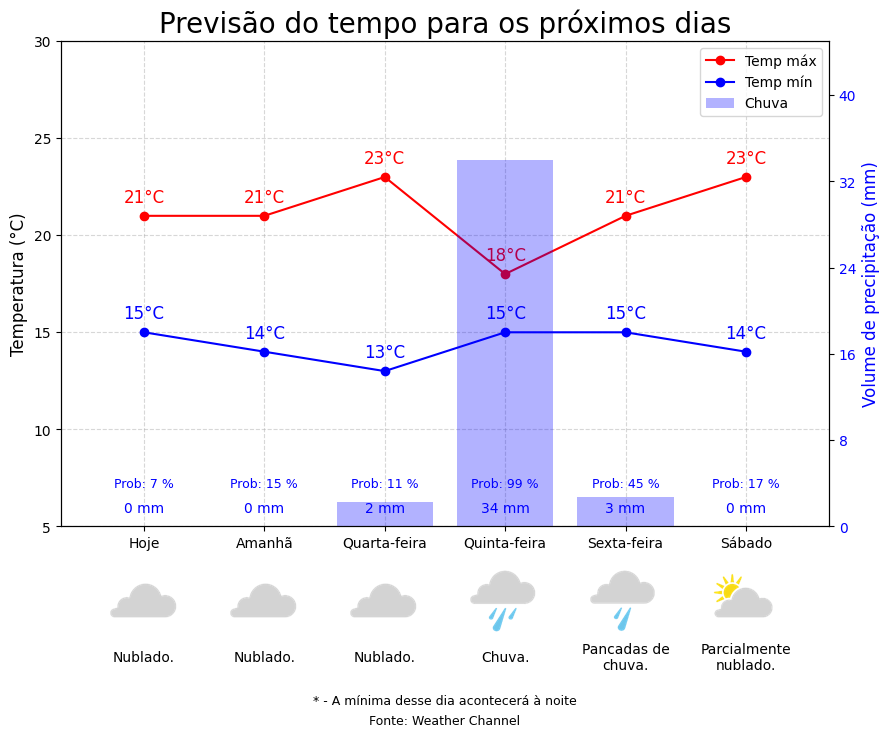 Previsão do tempo para os próximos dias
Temp máx
Temp mín
Chuva
Temperatura (°C)
30
25
20
15
10
5
Volume de precipitação (mm)
40
32
24
16
8
0
21°C
21°C
23°C
18°C
21°C
23°C
15°C
14°C
13°C
15°C
15°C
14°C
Prob: 7 %
Prob: 15 %
Prob: 11 %
Prob: 99 %
Prob: 45 %
Prob: 17 %
0 mm
0 mm
2 mm
34 mm
3 mm
0 mm
Hoje
Amanhã
Quarta-feira
Quinta-feira
Sexta-feira
Sábado
Nublado.
Nublado.
Nublado.
Chuva.
Pancadas de
chuva.
Parcialmente
nublado.
* - A mínima desse dia acontecerá à noite
Fonte: Weather Channel